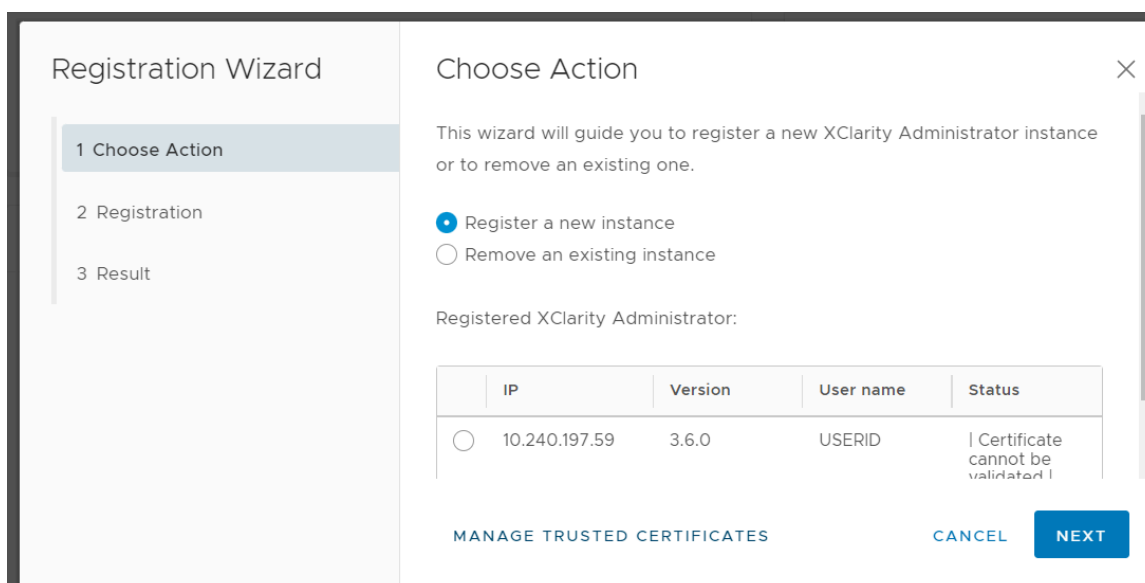 Registration Wizard
1 Choose Action
2 Registration
3 Result
Choose Action
This wizard will guide you to register a new XClarity Administrator instance
or to remove an existing one.
Register a new instance
Remove an existing instance
Registered XClarity Administrator:
IP Version User name Status
10.240.197.59 3.6.0 USERID | Certificate
cannot be
validated |
MANAGE TRUSTED CERTIFICATES CANCEL NEXT